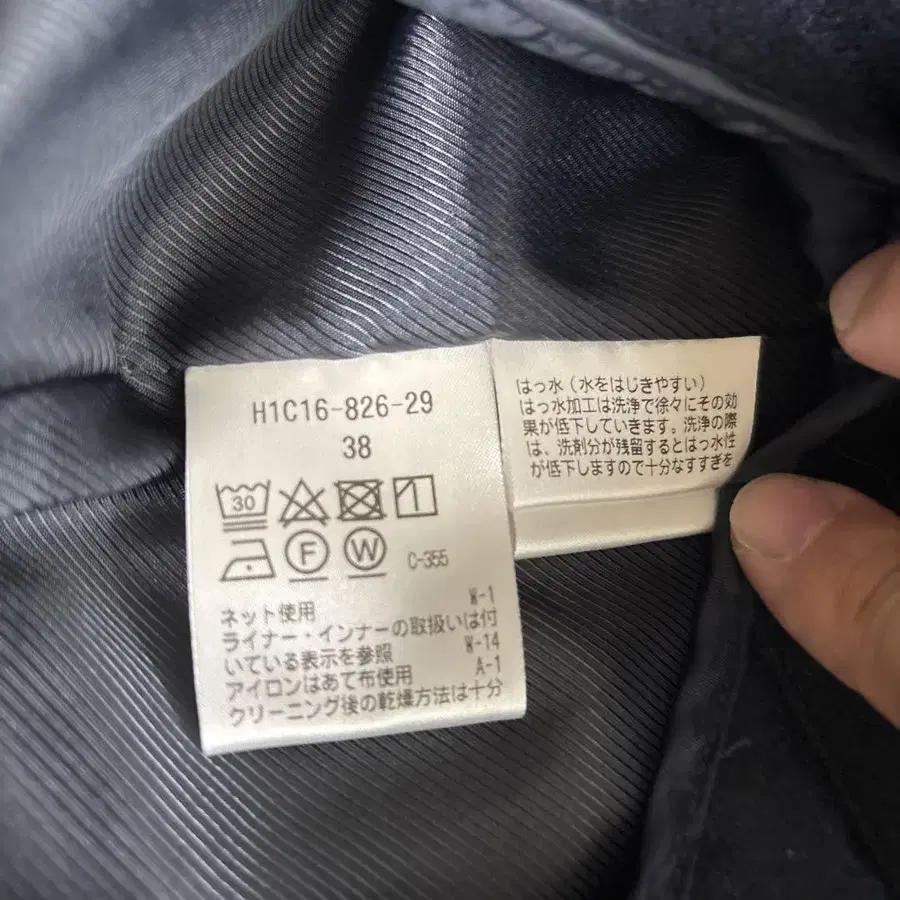 H1C16-826-29
38
30
F W C-355
W-1
ネット使用
ライナー・インナーの取扱いは付
W-14
いている表示を参照
A-1
アイロンはあて布使用
クリーニング後の乾燥方法は十分
はっ水(水をはじきやすい)
はっ水加工は洗浄で徐々にその効
果が低下していきます。洗浄の際
は、洗剤分が残留するとはっ水性
が低下しますので十分なすすぎを